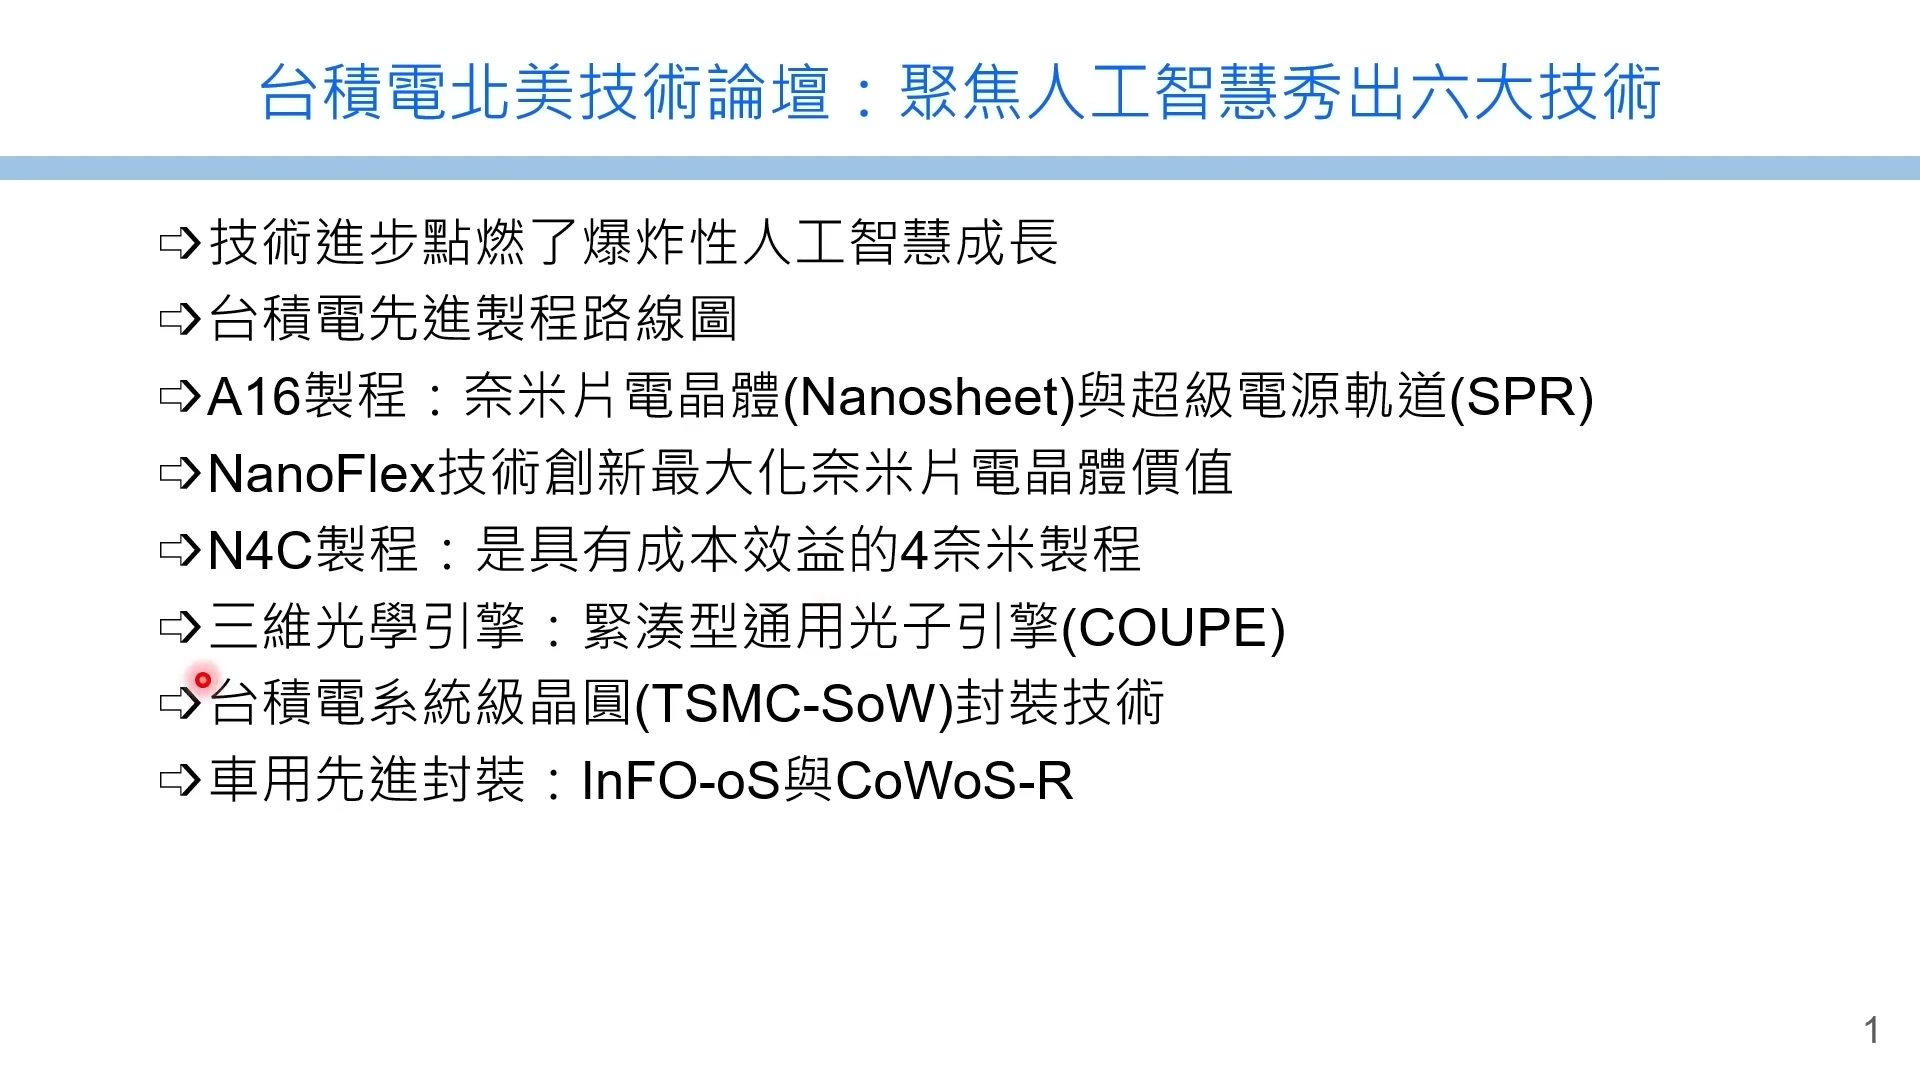 台積電北美技術論壇：聚焦人工智慧秀出六大技術
➩技術進步點燃了爆炸性人工智慧成長
➩台積電先進製程路線圖
➩A16製程：奈米片電晶體(Nanosheet)與超級電源軌道(SPR)
➩NanoFlex技術創新最大化奈米片電晶體價值
➩N4C製程：是具有成本效益的4奈米製程
➩三維光學引擎：緊湊型通用光子引擎(COUPE)
➩台積電系統級晶圓(TSMC-SoW)封裝技術
➩車用先進封裝：InFO-oS與CoWoS-R
1